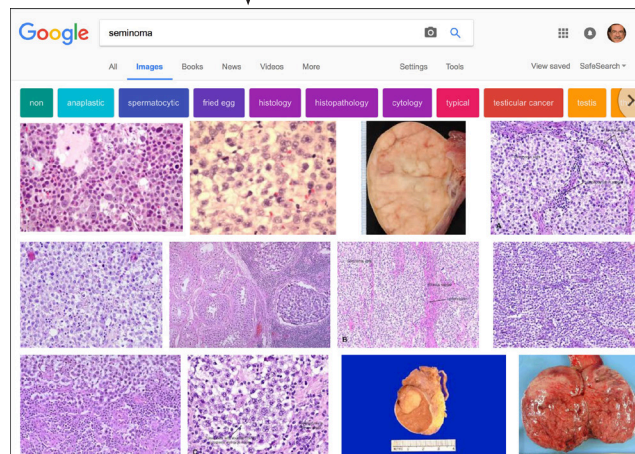 Google
seminoma
All Images Books News Videos More Settings Tools View saved SafeSearch
non anaplastic spermatocytic fried egg histology histopathology cytology typical testicular cancer testis
B